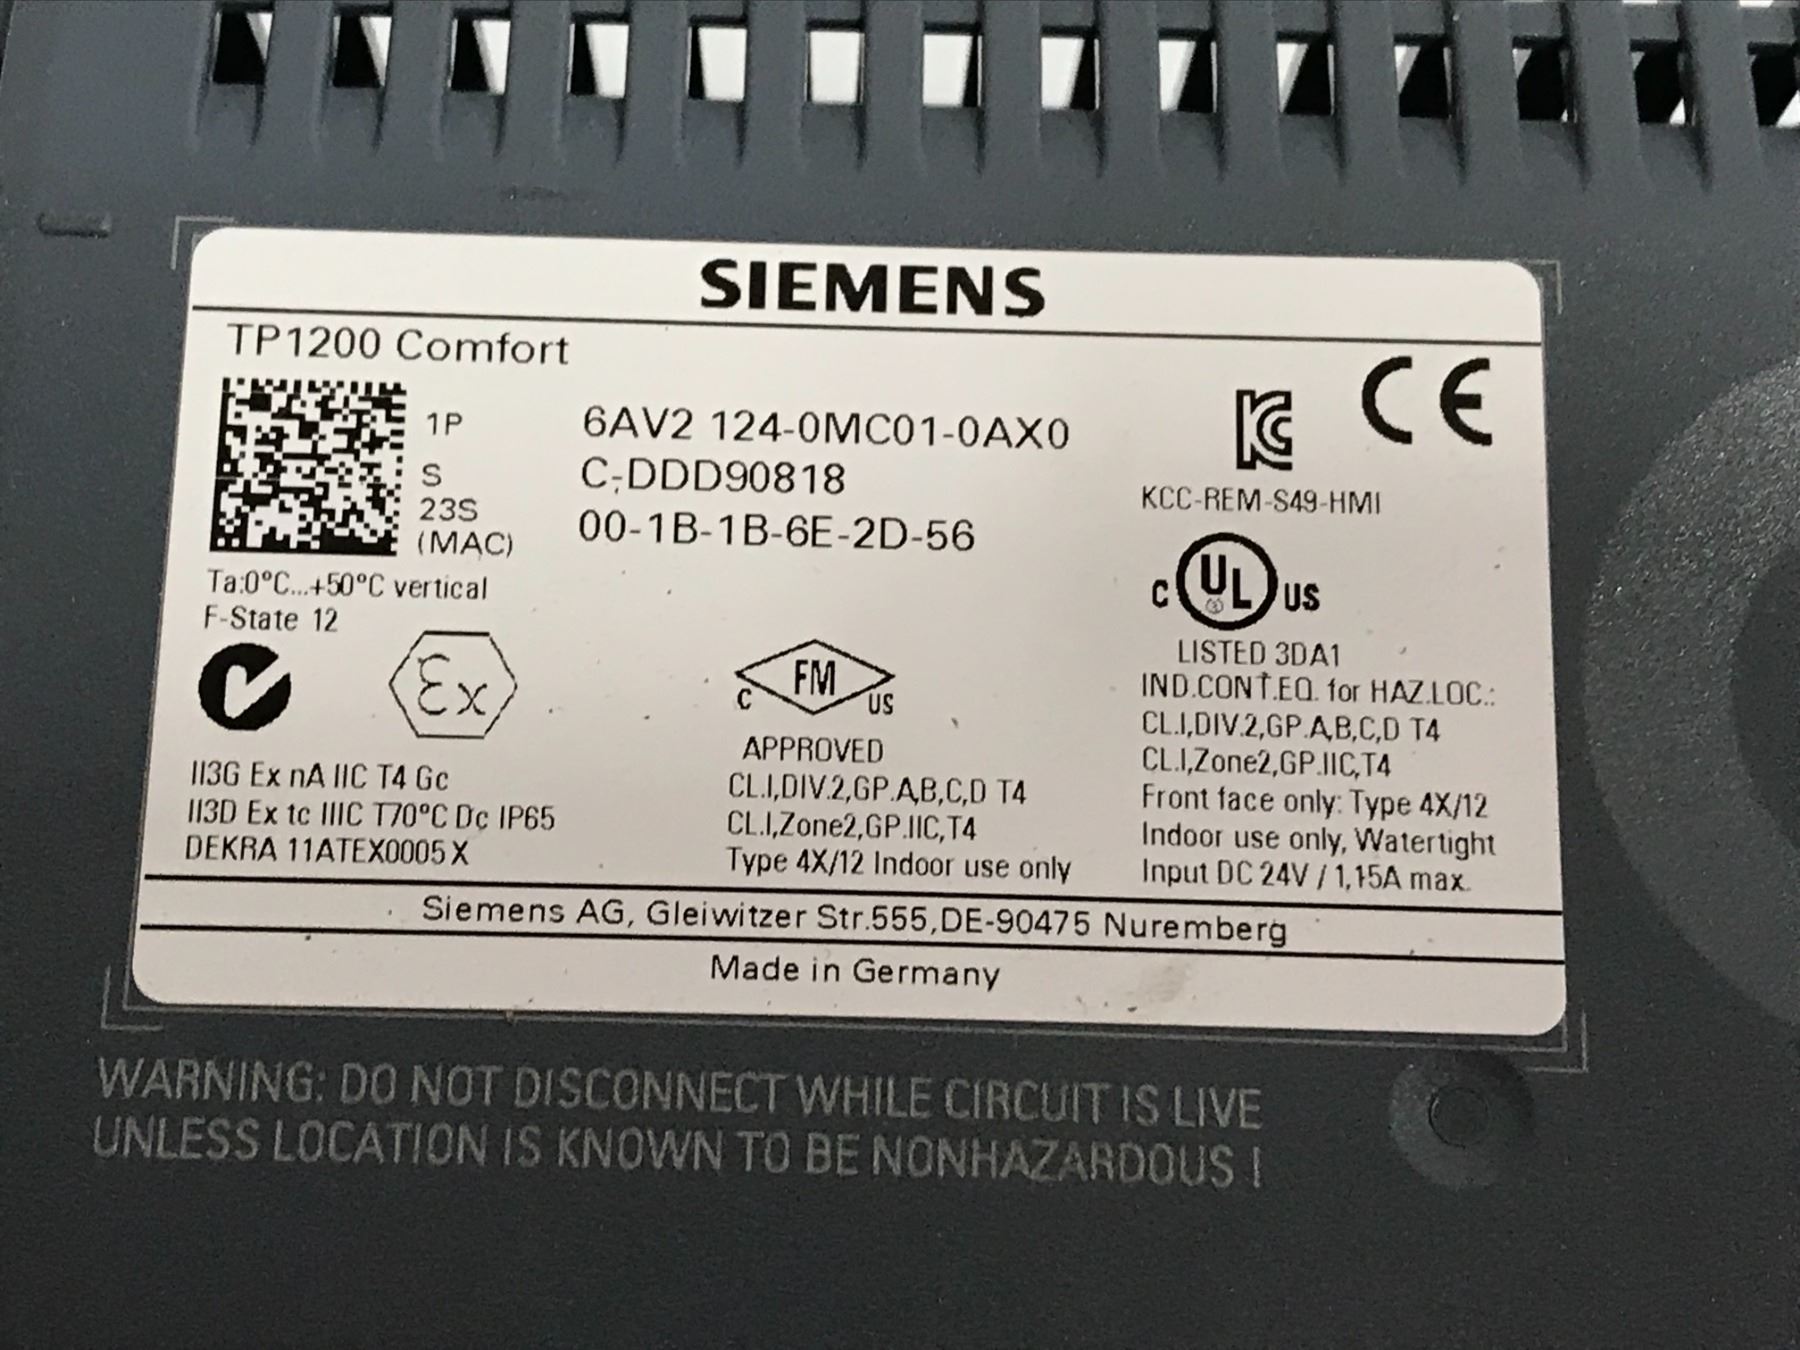 SIEMENS
TP1200 Comfort
1P 6AV2 124-0MC01-0AX0
S C-DDD90818
23S
(MAC) 00-1B-1B-6E-2D-56
Ta:0°C...+50°C vertical
F-State 12
CE
KCC-REM-S49-HMI
C UL US
LISTED 3DA1
IND.CONT.EQ. for HAZ.LOC.:
CL.I,DIV.2,GP.A,B,C,D T4
CL.I,Zone2,GP.IIC,T4
Front face only: Type 4X/12
Indoor use only, Watertight
Input DC 24V / 1,15A max.
Ex
II3G Ex nA IIC T4 Gc
II3D Ex tc IIIC T70°C Dc IP65
DEKRA 11ATEX0005 X
C FM US
APPROVED
CL.I,DIV.2,GP.A,B,C,D T4
CL.I,Zone2,GP.IIC,T4
Type 4X/12 Indoor use only
Siemens AG, Gleiwitzer Str.555,DE-90475 Nuremberg
Made in Germany
WARNING: DO NOT DISCONNECT WHILE CIRCUIT IS LIVE
UNLESS LOCATION IS KNOWN TO BE NONHAZARDOUS !